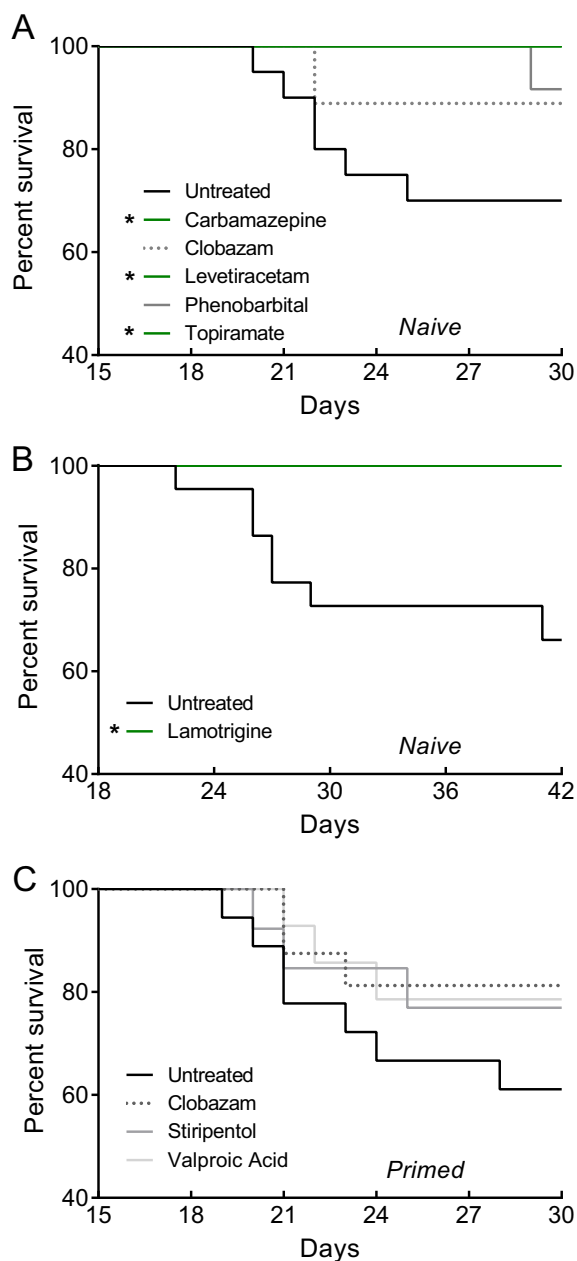 A
100
80
60
40
Percent survival
Untreated
* Carbamazepine
Clobazam
* Levetiracetam
Phenobarbital
* Topiramate
Naive
15 18 21 24 27 30
Days
B
100
80
60
40
Percent survival
Untreated
* Lamotrigine
Naive
18 24 30 36 42
Days
C
100
80
60
40
Percent survival
Untreated
Clobazam
Stiripentol
Valproic Acid
Primed
15 18 21 24 27 30
Days